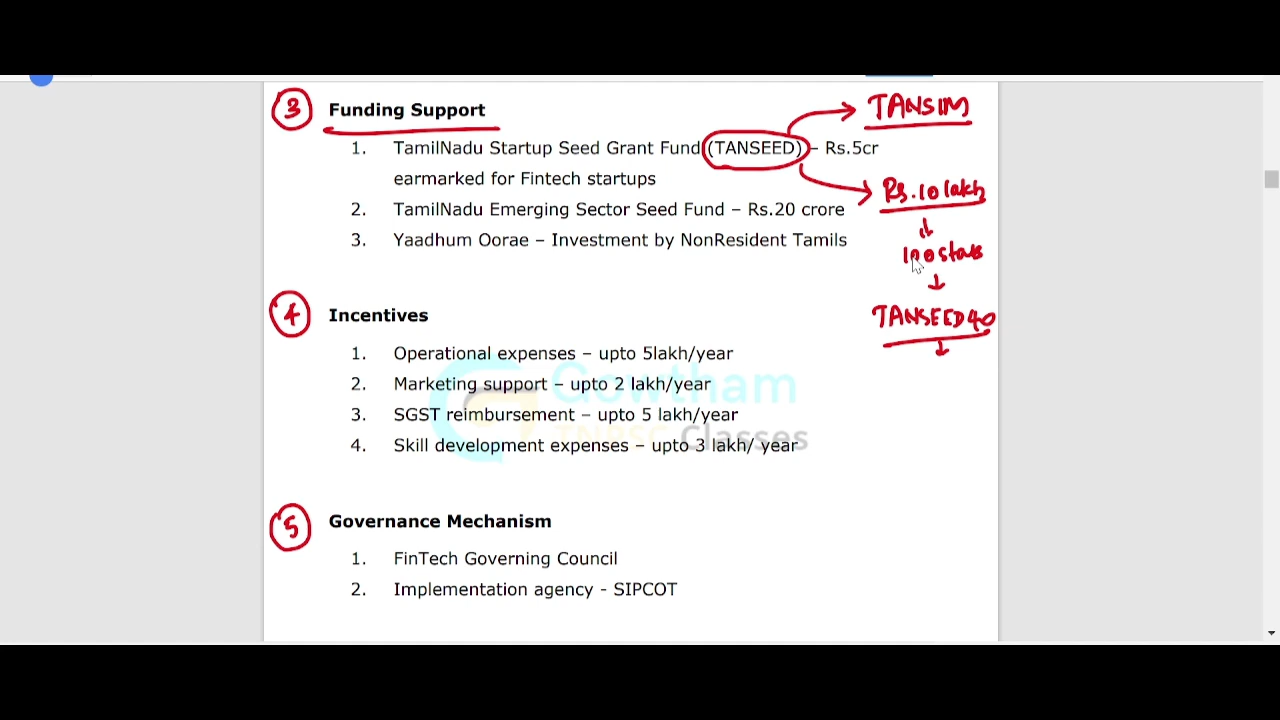 3 Funding Support
TANSIM
1. TamilNadu Startup Seed Grant Fund (TANSEED) – Rs.5cr
earmarked for Fintech startups
Rs.10 lakh
2. TamilNadu Emerging Sector Seed Fund – Rs.20 crore
3. Yaadhum Oorae – Investment by NonResident Tamils
100
4 Incentives
TANSEED 40
1. Operational expenses – upto 5lakh/year
2. Marketing support – upto 2 lakh/year
3. SGST reimbursement – upto 5 lakh/year
4. Skill development expenses – upto 3 lakh/ year
Gowtham
TNPSC Classes
5 Governance Mechanism
1. FinTech Governing Council
2. Implementation agency - SIPCOT